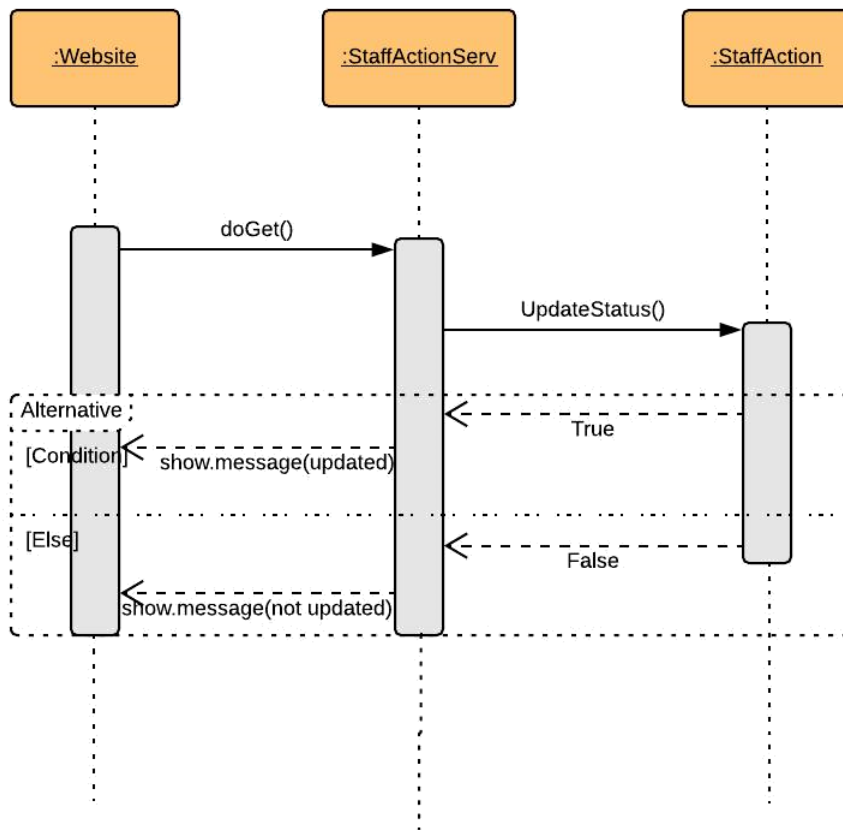 :Website
:StaffActionServ
:StaffAction
doGet()
UpdateStatus()
Alternative
True
[Condition]
show.message(updated)
[Else]
False
show.message(not updated)